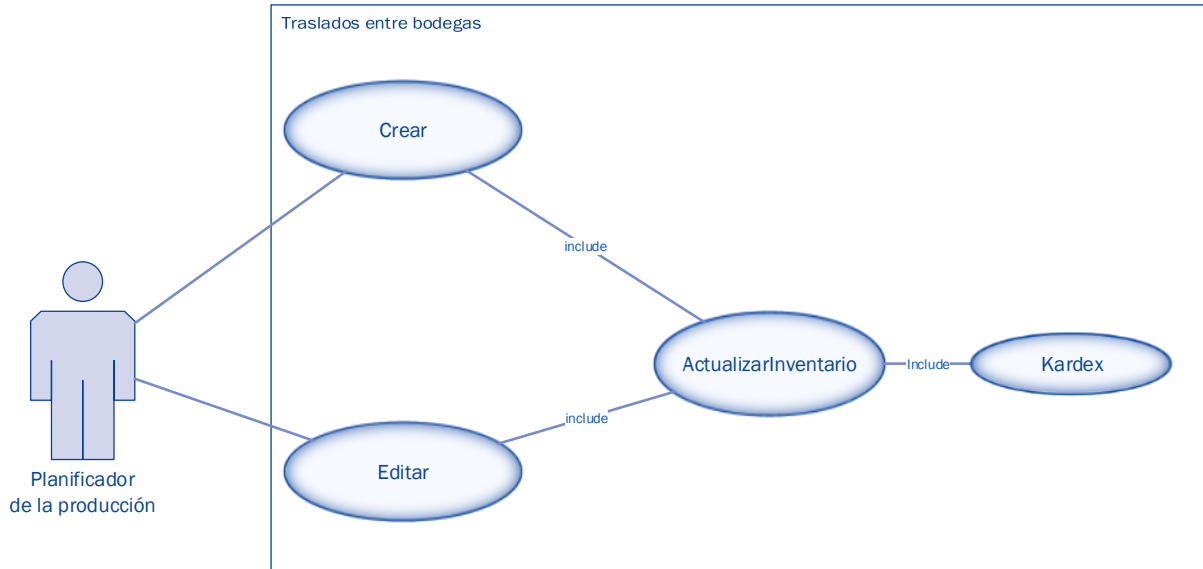 Traslados entre bodegas
Crear
include
ActualizarInventario
Include
Kardex
include
Editar
Planificador
de la producción